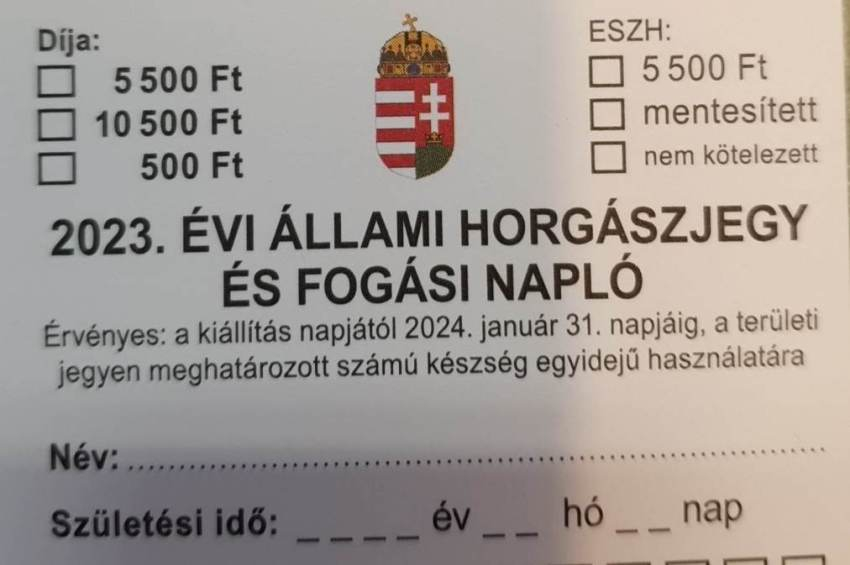 Díja:
5 500 Ft
10 500 Ft
500 Ft
ESZH:
5 500 Ft
mentesített
nem kötelezett
2023. ÉVI ÁLLAMI HORGÁSZJEGY
ÉS FOGÁSI NAPLÓ
Érvényes: a kiállítás napjától 2024. január 31. napjáig, a területi
jegyen meghatározott számú készség egyidejű használatára
Név:
Születési idő: _ _ _ _ év _ _ hó _ _ nap